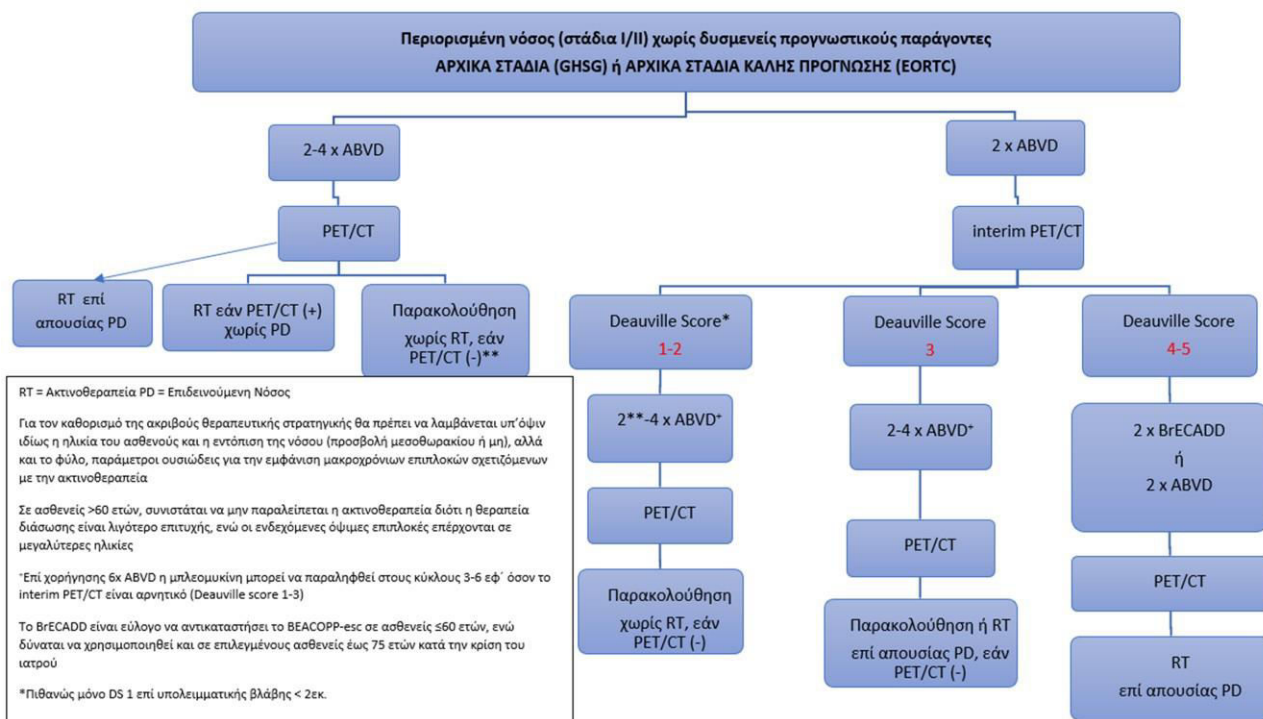 Περιορισμένη νόσος (στάδια I/II) χωρίς δυσμενείς προγνωστικούς παράγοντες
ΑΡΧΙΚΑ ΣΤΑΔΙΑ (GHSG) ή ΑΡΧΙΚΑ ΣΤΑΔΙΑ ΚΑΛΗΣ ΠΡΟΓΝΩΣΗΣ (EORTC)
2-4 x ABVD
2 x ABVD
PET/CT
interim PET/CT
RT επί
απουσίας PD
RT εάν PET/CT (+)
χωρίς PD
Παρακολούθηση
χωρίς RT, εάν
PET/CT (-)**
Deauville Score*
1-2
Deauville Score
3
Deauville Score
4-5
2**-4 x ABVD⁺
2-4 x ABVD⁺
2 x BrECADD
ή
2 x ABVD
PET/CT
PET/CT
PET/CT
Παρακολούθηση
χωρίς RT, εάν
PET/CT (-)
Παρακολούθηση ή RT
επί απουσίας PD, εάν
PET/CT (-)
RT
επί απουσίας PD
RT = Ακτινοθεραπεία PD = Επιδεινούμενη Νόσος
Για τον καθορισμό της ακριβούς θεραπευτικής στρατηγικής θα πρέπει να λαμβάνεται υπ'όψιν
ιδίως η ηλικία του ασθενούς και η εντόπιση της νόσου (προσβολή μεσοθωρακίου ή μη), αλλά
και το φύλο, παράμετροι ουσιώδεις για την εμφάνιση μακροχρόνιων επιπλοκών σχετιζόμενων
με την ακτινοθεραπεία
Σε ασθενείς >60 ετών, συνιστάται να μην παραλείπεται η ακτινοθεραπεία διότι η θεραπεία
διάσωσης είναι λιγότερο επιτυχής, ενώ οι ενδεχόμενες όψιμες επιπλοκές επέρχονται σε
μεγαλύτερες ηλικίες
⁺Επί χορήγησης 6x ABVD η μπλεομυκίνη μπορεί να παραληφθεί στους κύκλους 3-6 εφ΄ όσον το
interim PET/CT είναι αρνητικό (Deauville score 1-3)
Το BrECADD είναι εύλογο να αντικαταστήσει το BEACOPP-esc σε ασθενείς ≤60 ετών, ενώ
δύναται να χρησιμοποιηθεί και σε επιλεγμένους ασθενείς έως 75 ετών κατά την κρίση του
ιατρού
*Πιθανώς μόνο DS 1 επί υπολειμματικής βλάβης < 2εκ.